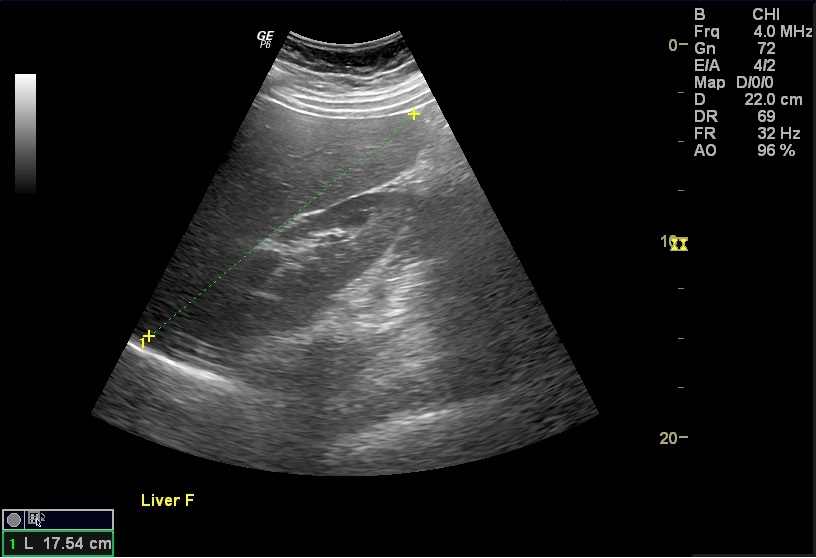 GE
P6
B CHI
Frq 4.0 MHz
Gn 72
E/A 4/2
Map D/0/0
D 22.0 cm
DR 69
FR 32 Hz
AO 96 %
0
10
20
1
Liver F
1 L 17.54 cm